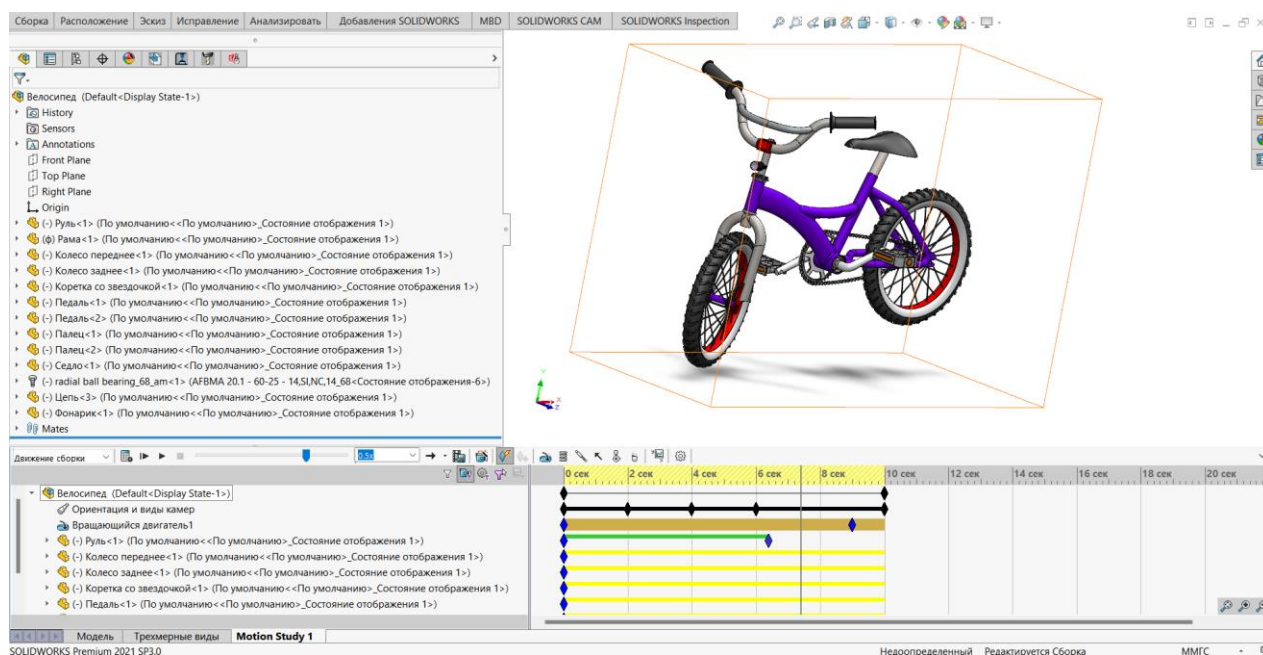 Сборка Расположение Эскиз Исправление Анализировать Добавления SOLIDWORKS MBD SOLIDWORKS CAM SOLIDWORKS Inspection
Велосипед (Default<Display State-1>)
History
Sensors
Annotations
Front Plane
Top Plane
Right Plane
Origin
(-) Руль<1> (По умолчанию<<По умолчанию>_Состояние отображения 1>)
(ф) Рама<1> (По умолчанию<<По умолчанию>_Состояние отображения 1>)
(-) Колесо переднее<1> (По умолчанию<<По умолчанию>_Состояние отображения 1>)
(-) Колесо заднее<1> (По умолчанию<<По умолчанию>_Состояние отображения 1>)
(-) Коретка со звездочкой<1> (По умолчанию<<По умолчанию>_Состояние отображения 1>)
(-) Педаль<1> (По умолчанию<<По умолчанию>_Состояние отображения 1>)
(-) Педаль<2> (По умолчанию<<По умолчанию>_Состояние отображения 1>)
(-) Палец<1> (По умолчанию<<По умолчанию>_Состояние отображения 1>)
(-) Палец<2> (По умолчанию<<По умолчанию>_Состояние отображения 1>)
(-) Седло<1> (По умолчанию<<По умолчанию>_Состояние отображения 1>)
(-) radial ball bearing_68_am<1> (AFBMA 20.1 - 60-25 - 14,SI,NC,14_68<Состояние отображения-6>)
(-) Цепь<3> (По умолчанию<<По умолчанию>_Состояние отображения 1>)
(-) Фонарик<1> (По умолчанию<<По умолчанию>_Состояние отображения 1>)
Mates
Y
X
Z
Движение сборки 0.5x
0 сек 2 сек 4 сек 6 сек 8 сек 10 сек 12 сек 14 сек 16 сек 18 сек 20 сек
Велосипед (Default<Display State-1>)
Ориентация и виды камер
Вращающийся двигатель1
(-) Руль<1> (По умолчанию<<По умолчанию>_Состояние отображения 1>)
(-) Колесо переднее<1> (По умолчанию<<По умолчанию>_Состояние отображения 1>)
(-) Колесо заднее<1> (По умолчанию<<По умолчанию>_Состояние отображения 1>)
(-) Коретка со звездочкой<1> (По умолчанию<<По умолчанию>_Состояние отображения 1>)
(-) Педаль<1> (По умолчанию<<По умолчанию>_Состояние отображения 1>)
Модель Трехмерные виды Motion Study 1
SOLIDWORKS Premium 2021 SP3.0 Недоопределенный Редактируется Сборка ММГС